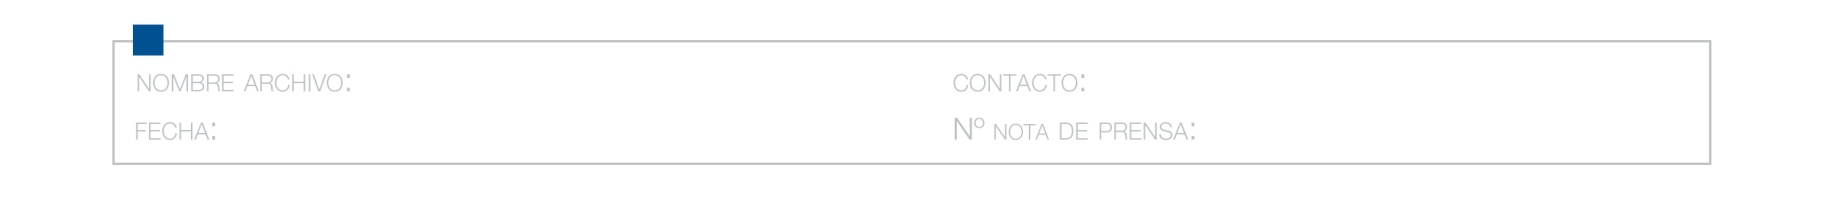 NOMBRE ARCHIVO: CONTACTO:
FECHA: Nº NOTA DE PRENSA: